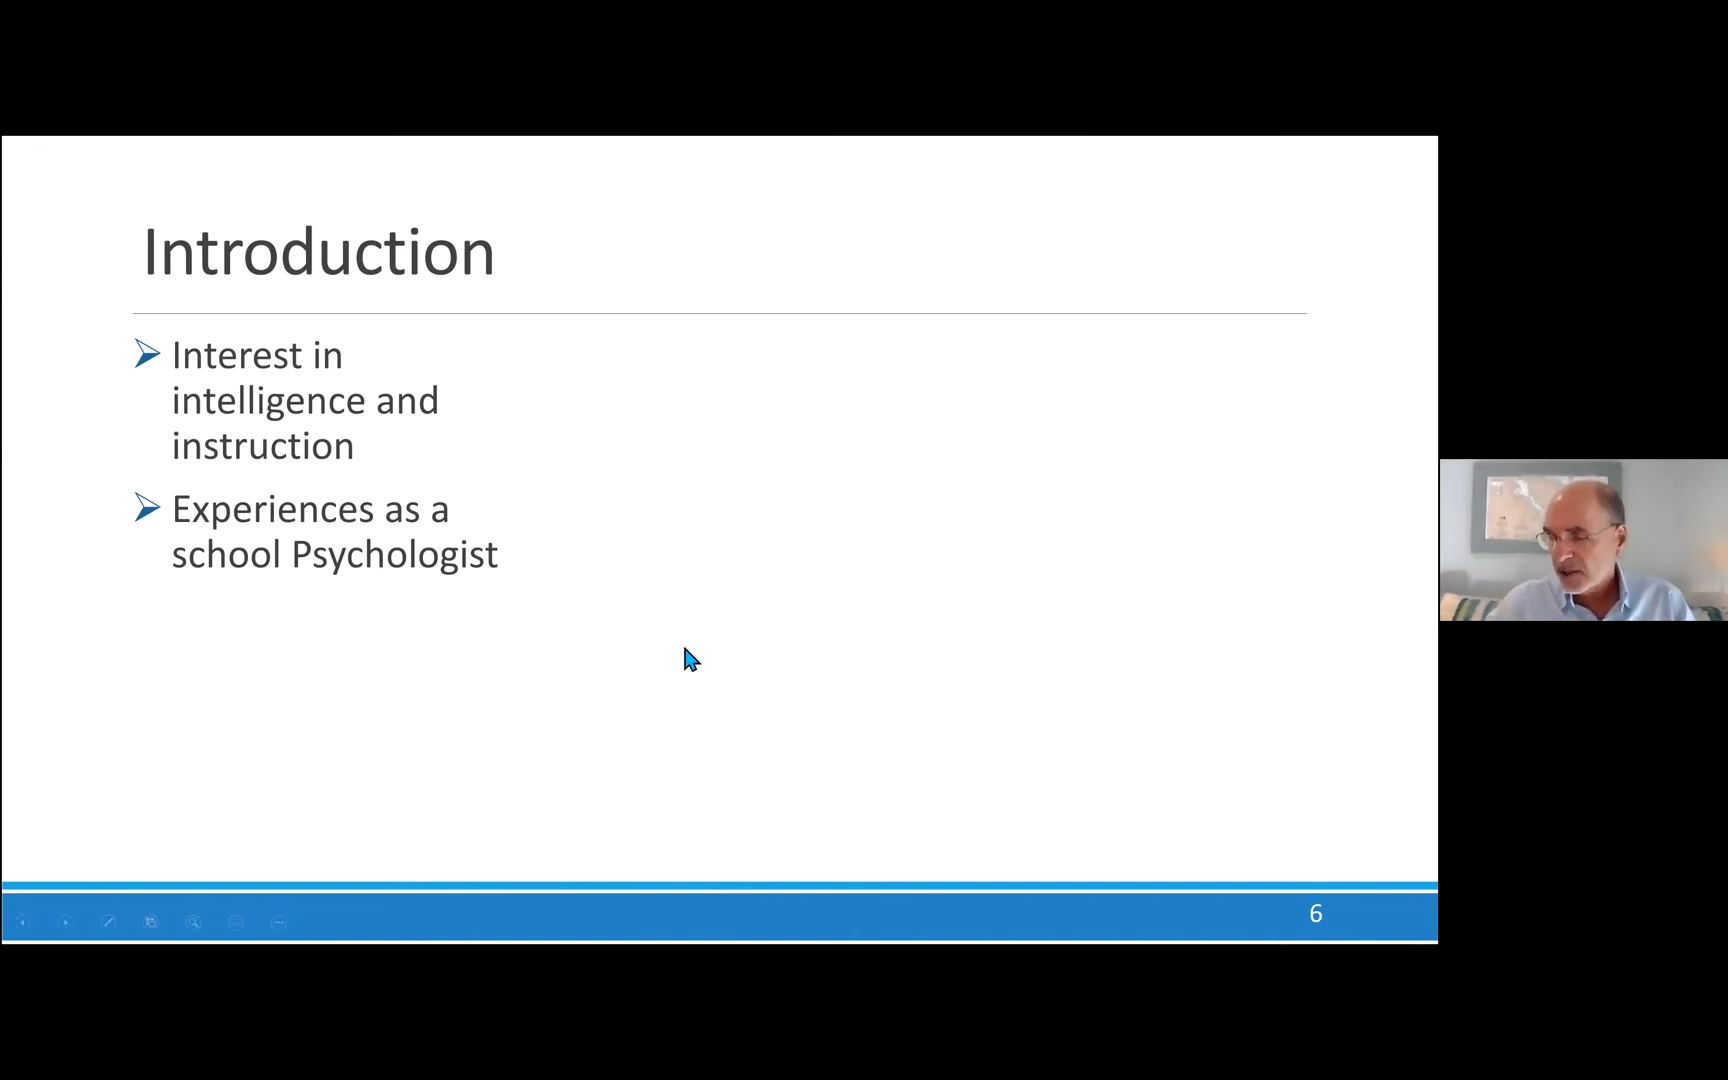 Introduction
Interest in
intelligence and
instruction
Experiences as a
school Psychologist
6